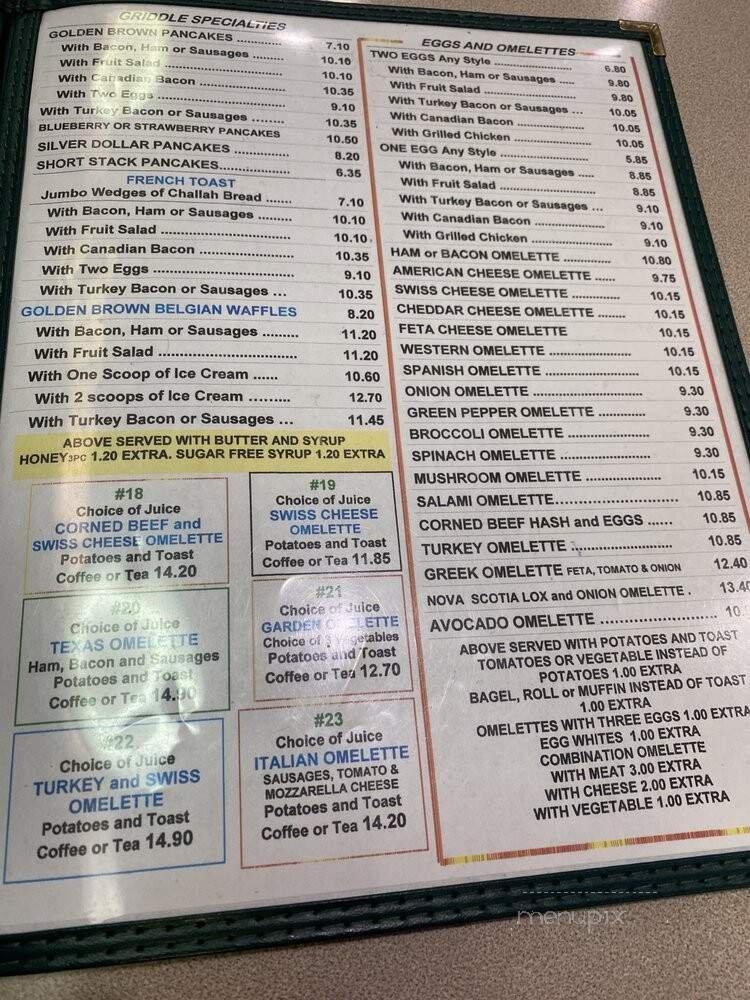 GRIDDLE SPECIALTIES
GOLDEN BROWN PANCAKES ............ 7.10
With Bacon, Ham or Sausages ........ 10.10
With Fruit Salad ........................... 10.10
With Canadian Bacon .................. 10.35
With Two Eggs ........................... 9.10
With Turkey Bacon or Sausages ... 10.35
BLUEBERRY OR STRAWBERRY PANCAKES 10.50
SILVER DOLLAR PANCAKES .............. 8.20
SHORT STACK PANCAKES................. 6.35
FRENCH TOAST
Jumbo Wedges of Challah Bread ...... 7.10
With Bacon, Ham or Sausages ........ 10.10
With Fruit Salad ........................... 10.10
With Canadian Bacon .................. 10.35
With Two Eggs ........................... 9.10
With Turkey Bacon or Sausages ... 10.35
GOLDEN BROWN BELGIAN WAFFLES 8.20
With Bacon, Ham or Sausages ......... 11.20
With Fruit Salad ............................... 11.20
With One Scoop of Ice Cream ...... 10.60
With 2 scoops of Ice Cream ......... 12.70
With Turkey Bacon or Sausages ... 11.45
ABOVE SERVED WITH BUTTER AND SYRUP
HONEY 3PC 1.20 EXTRA. SUGAR FREE SYRUP 1.20 EXTRA
#18
Choice of Juice
CORNED BEEF and
SWISS CHEESE OMELETTE
Potatoes and Toast
Coffee or Tea 14.20
#19
Choice of Juice
SWISS CHEESE
OMELETTE
Potatoes and Toast
Coffee or Tea 11.85
#20
Choice of Juice
TEXAS OMELETTE
Ham, Bacon and Sausages
Potatoes and Toast
Coffee or Tea 14.90
#21
Choice of Juice
GARDEN OMELETTE
Choice of 3 Vegetables
Potatoes and Toast
Coffee or Tea 12.70
#22
Choice of Juice
TURKEY and SWISS
OMELETTE
Potatoes and Toast
Coffee or Tea 14.90
#23
Choice of Juice
ITALIAN OMELETTE
SAUSAGES, TOMATO &
MOZZARELLA CHEESE
Potatoes and Toast
Coffee or Tea 14.20
EGGS AND OMELETTES
TWO EGGS Any Style ...................... 6.80
With Bacon, Ham or Sausages ..... 9.80
With Fruit Salad .......................... 9.80
With Turkey Bacon or Sausages ... 10.05
With Canadian Bacon .................. 10.05
With Grilled Chicken .................... 10.05
ONE EGG Any Style ........................ 5.85
With Bacon, Ham or Sausages ..... 8.85
With Fruit Salad .......................... 8.85
With Turkey Bacon or Sausages ... 9.10
With Canadian Bacon .................. 9.10
With Grilled Chicken .................... 9.10
HAM or BACON OMELETTE .............. 10.80
AMERICAN CHEESE OMELETTE ...... 9.75
SWISS CHEESE OMELETTE .............. 10.15
CHEDDAR CHEESE OMELETTE ........ 10.15
FETA CHEESE OMELETTE 10.15
WESTERN OMELETTE ........................ 10.15
SPANISH OMELETTE ........................ 10.15
ONION OMELETTE ........................... 9.30
GREEN PEPPER OMELETTE ............ 9.30
BROCCOLI OMELETTE ..................... 9.30
SPINACH OMELETTE ........................ 9.30
MUSHROOM OMELETTE .................. 10.15
SALAMI OMELETTE........................... 10.85
CORNED BEEF HASH and EGGS ...... 10.85
TURKEY OMELETTE ........................ 10.85
GREEK OMELETTE FETA, TOMATO & ONION 12.40
NOVA SCOTIA LOX and ONION OMELETTE . 13.40
AVOCADO OMELETTE ........................ 10
ABOVE SERVED WITH POTATOES AND TOAST
TOMATOES OR VEGETABLE INSTEAD OF
POTATOES 1.00 EXTRA
BAGEL, ROLL or MUFFIN INSTEAD OF TOAST
1.00 EXTRA
OMELETTES WITH THREE EGGS 1.00 EXTRA
EGG WHITES 1.00 EXTRA
COMBINATION OMELETTE
WITH MEAT 3.00 EXTRA
WITH CHEESE 2.00 EXTRA
WITH VEGETABLE 1.00 EXTRA
menupix